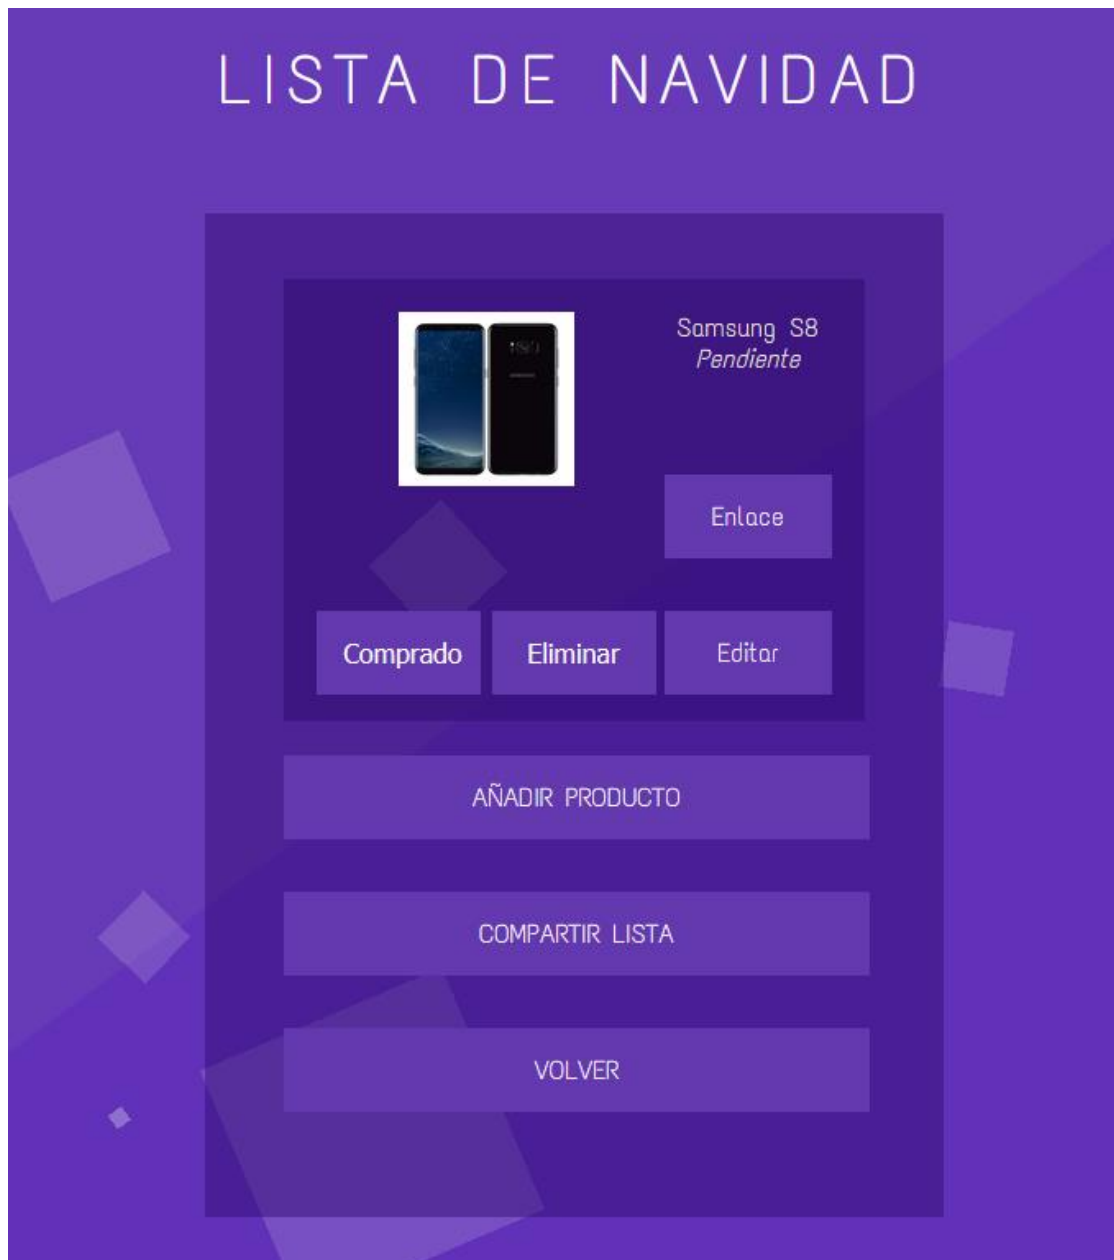 LISTA DE NAVIDAD
Samsung S8
Pendiente
Enlace
Comprado
Eliminar
Editar
AÑADIR PRODUCTO
COMPARTIR LISTA
VOLVER